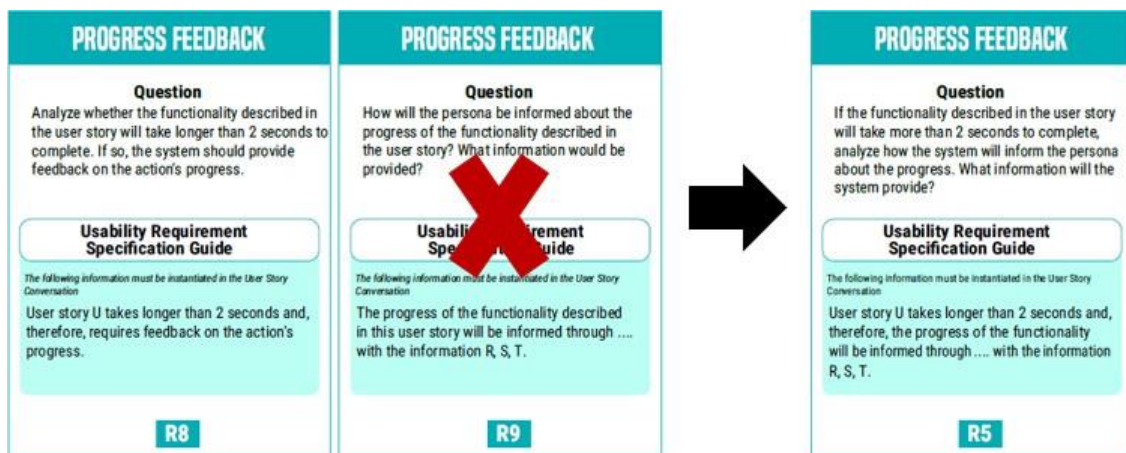 PROGRESS FEEDBACK
Question
Analyze whether the functionality described in
the user story will take longer than 2 seconds to
complete. If so, the system should provide
feedback on the action's progress.
Usability Requirement
Specification Guide
The following information must be instantiated in the User Story
Conversation
User story U takes longer than 2 seconds and,
therefore, requires feedback on the action's
progress.
R8
PROGRESS FEEDBACK
Question
How will the persona be informed about the
progress of the functionality described in
the user story? What information would be
provided?
Usability Requirement
Specification Guide
The following information must be instantiated in the User Story
Conversation
The progress of the functionality described
in this user story will be informed through ....
with the information R, S, T.
R9
PROGRESS FEEDBACK
Question
If the functionality described in the user story
will take more than 2 seconds to complete,
analyze how the system will inform the persona
about the progress. What information will the
system provide?
Usability Requirement
Specification Guide
The following information must be instantiated in the User Story
Conversation
User story U takes longer than 2 seconds and,
therefore, the progress of the functionality
will be informed through .... with the information
R, S, T.
R5